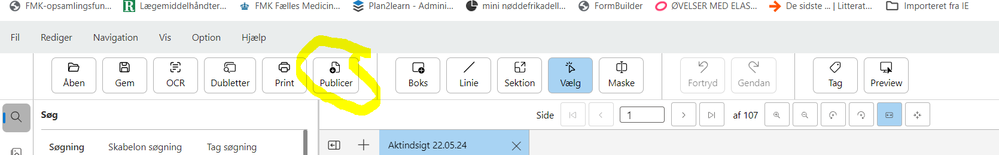 FMK-opsamlingsfun... Lægemiddelhåndter... FMK Fælles Medicin... Plan2learn - Admini... mini nøddefrikadell... FormBuilder ØVELSER MED ELAS... De sidste ... | Litterat... Importeret fra IE
Fil Rediger Navigation Vis Option Hjælp
Åben Gem OCR Dubletter Print Publicer Boks Linie Sektion Vælg Maske Fortryd Gendan Tag Preview
Søg Side 1 af 107
Søgning Skabelon søgning Tag søgning Aktindsigt 22.05.24